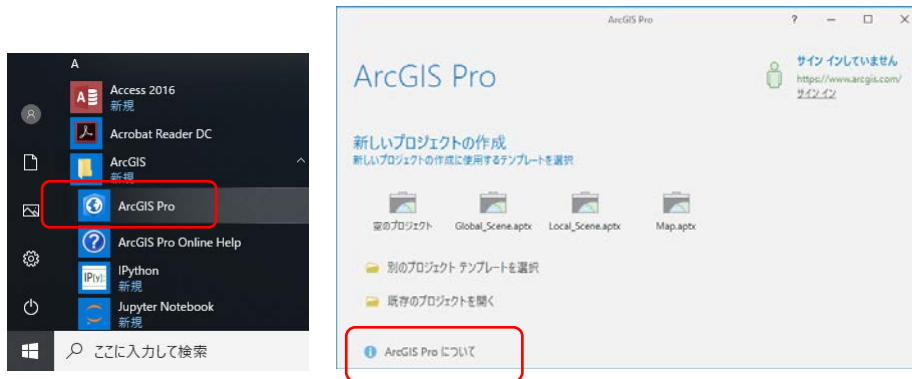 A
Access 2016
新規
Acrobat Reader DC
ArcGIS
新規
ArcGIS Pro
ArcGIS Pro Online Help
IPython
新規
Jupyter Notebook
新規
ここに入力して検索
ArcGIS Pro
ArcGIS Pro
サイン インしていません
https://www.arcgis.com/
サイン イン
新しいプロジェクトの作成
新しいプロジェクトの作成に使用するテンプレートを選択
空のプロジェクト Global_Scene.aptx Local_Scene.aptx Map.aptx
別のプロジェクト テンプレートを選択
既存のプロジェクトを開く
ArcGIS Pro について